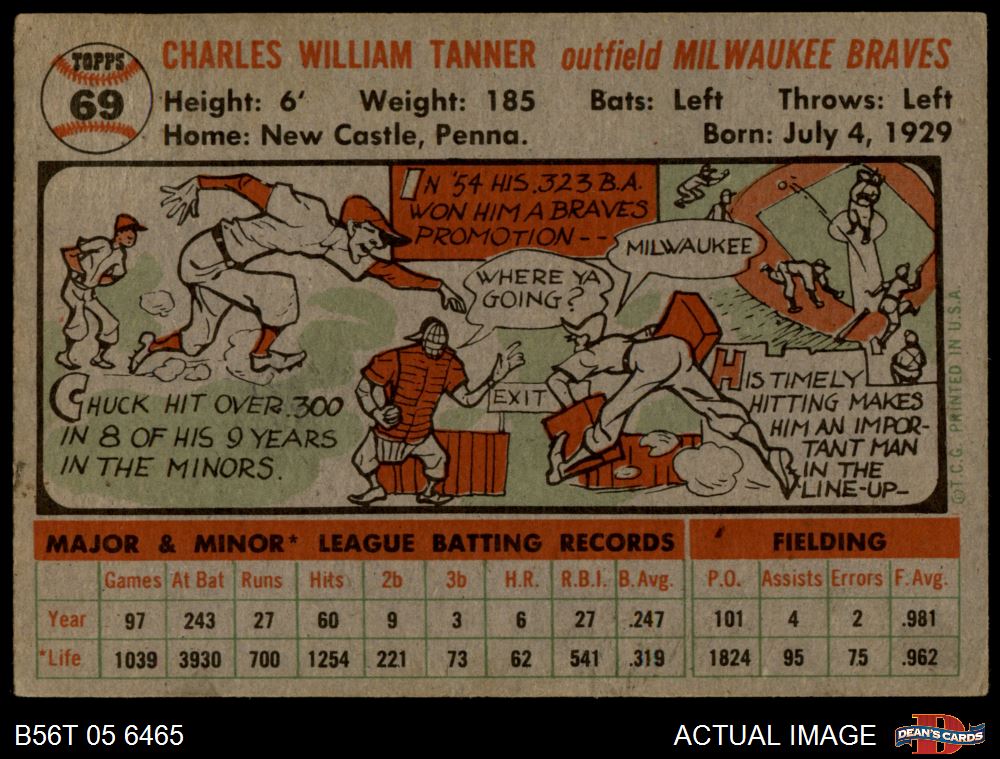 TOPPS
69
CHARLES WILLIAM TANNER outfield MILWAUKEE BRAVES
Height: 6' Weight: 185 Bats: Left Throws: Left
Home: New Castle, Penna. Born: July 4, 1929
IN '54 HIS .323 B.A.
WON HIM A BRAVES
PROMOTION--
WHERE YA
GOING?
MILWAUKEE
EXIT
CHUCK HIT OVER .300
IN 8 OF HIS 9 YEARS
IN THE MINORS.
HIS TIMELY
HITTING MAKES
HIM AN IMPOR-
TANT MAN
IN THE
LINE-UP-
©T.C.G. PRINTED IN U.S.A.
MAJOR & MINOR* LEAGUE BATTING RECORDS FIELDING
Games At Bat Runs Hits 2b 3b H.R. R.B.I. B.Avg. P.O. Assists Errors F.Avg.
Year 97 243 27 60 9 3 6 27 .247 101 4 2 .981
*Life 1039 3930 700 1254 221 73 62 541 .319 1824 95 75 .962
B56T 05 6465 ACTUAL IMAGE DEAN'S CARDS